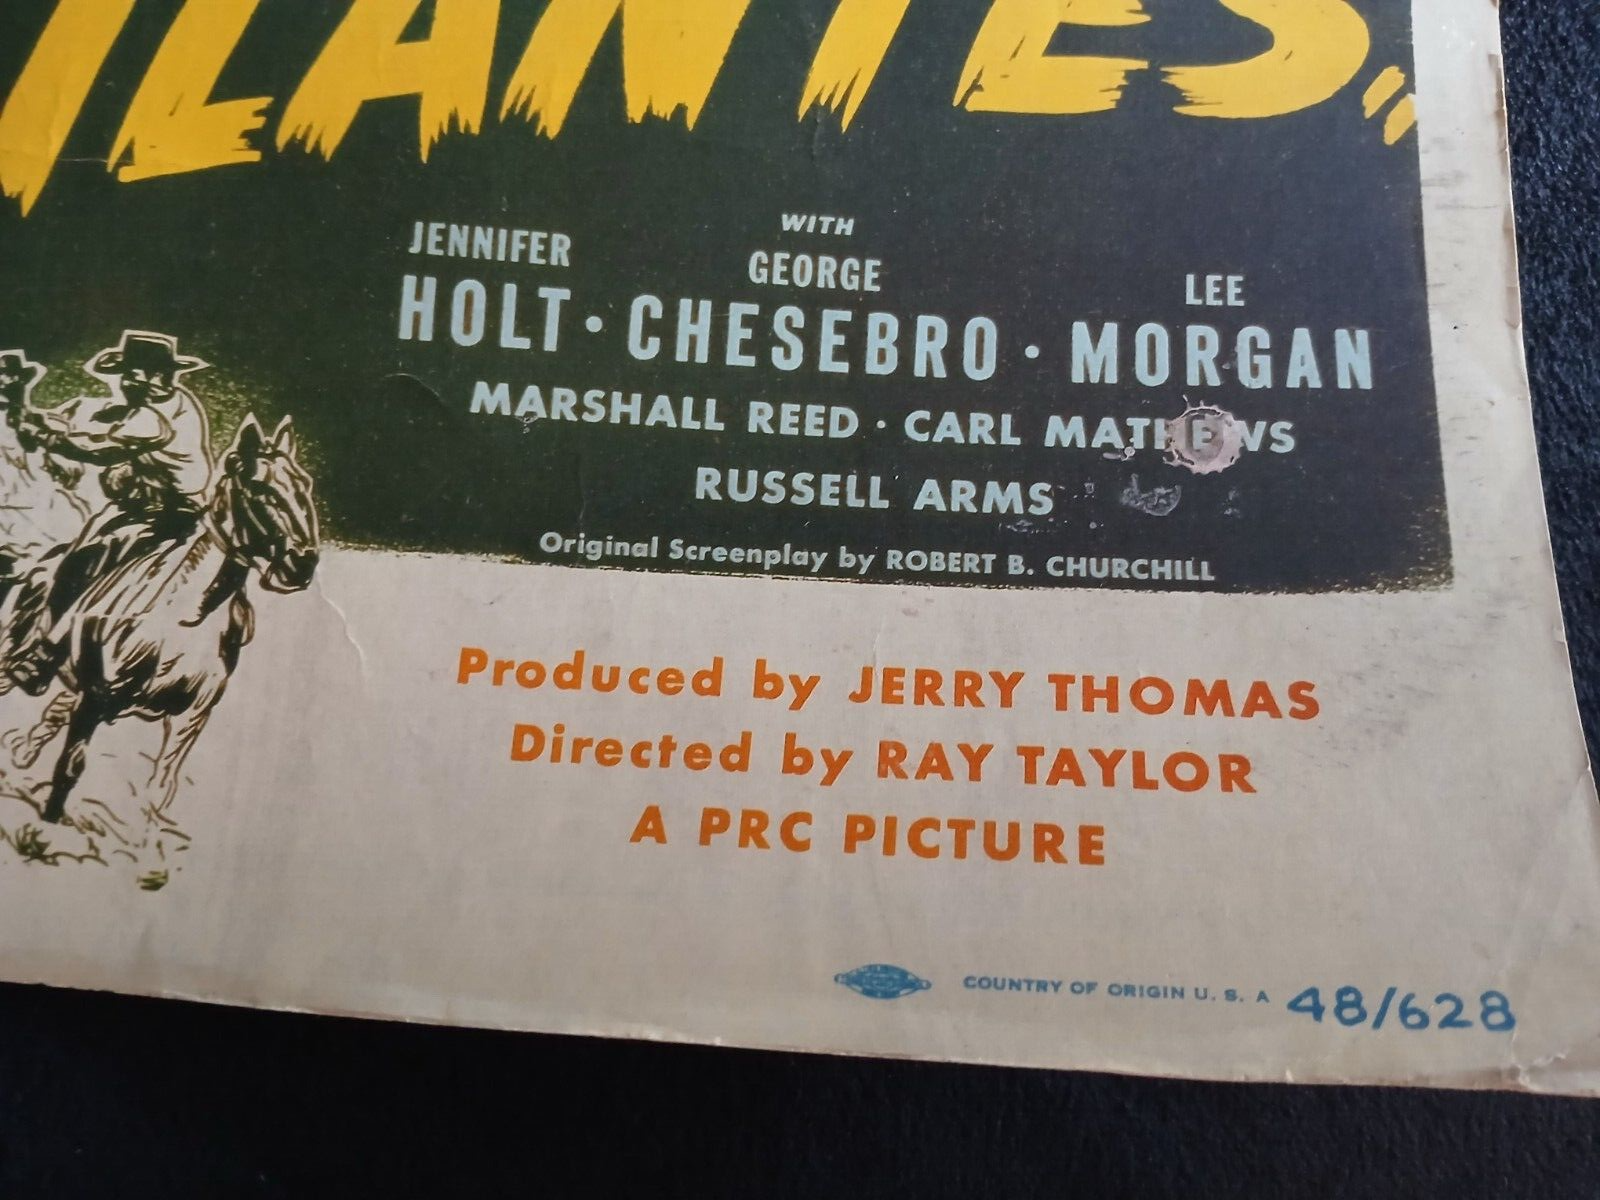 ILANTES"
WITH
JENNIFER HOLT · GEORGE CHESEBRO · LEE MORGAN
MARSHALL REED · CARL MATHEWS
RUSSELL ARMS
Original Screenplay by ROBERT B. CHURCHILL
Produced by JERRY THOMAS
Directed by RAY TAYLOR
A PRC PICTURE
COUNTRY OF ORIGIN U. S. A 48/628